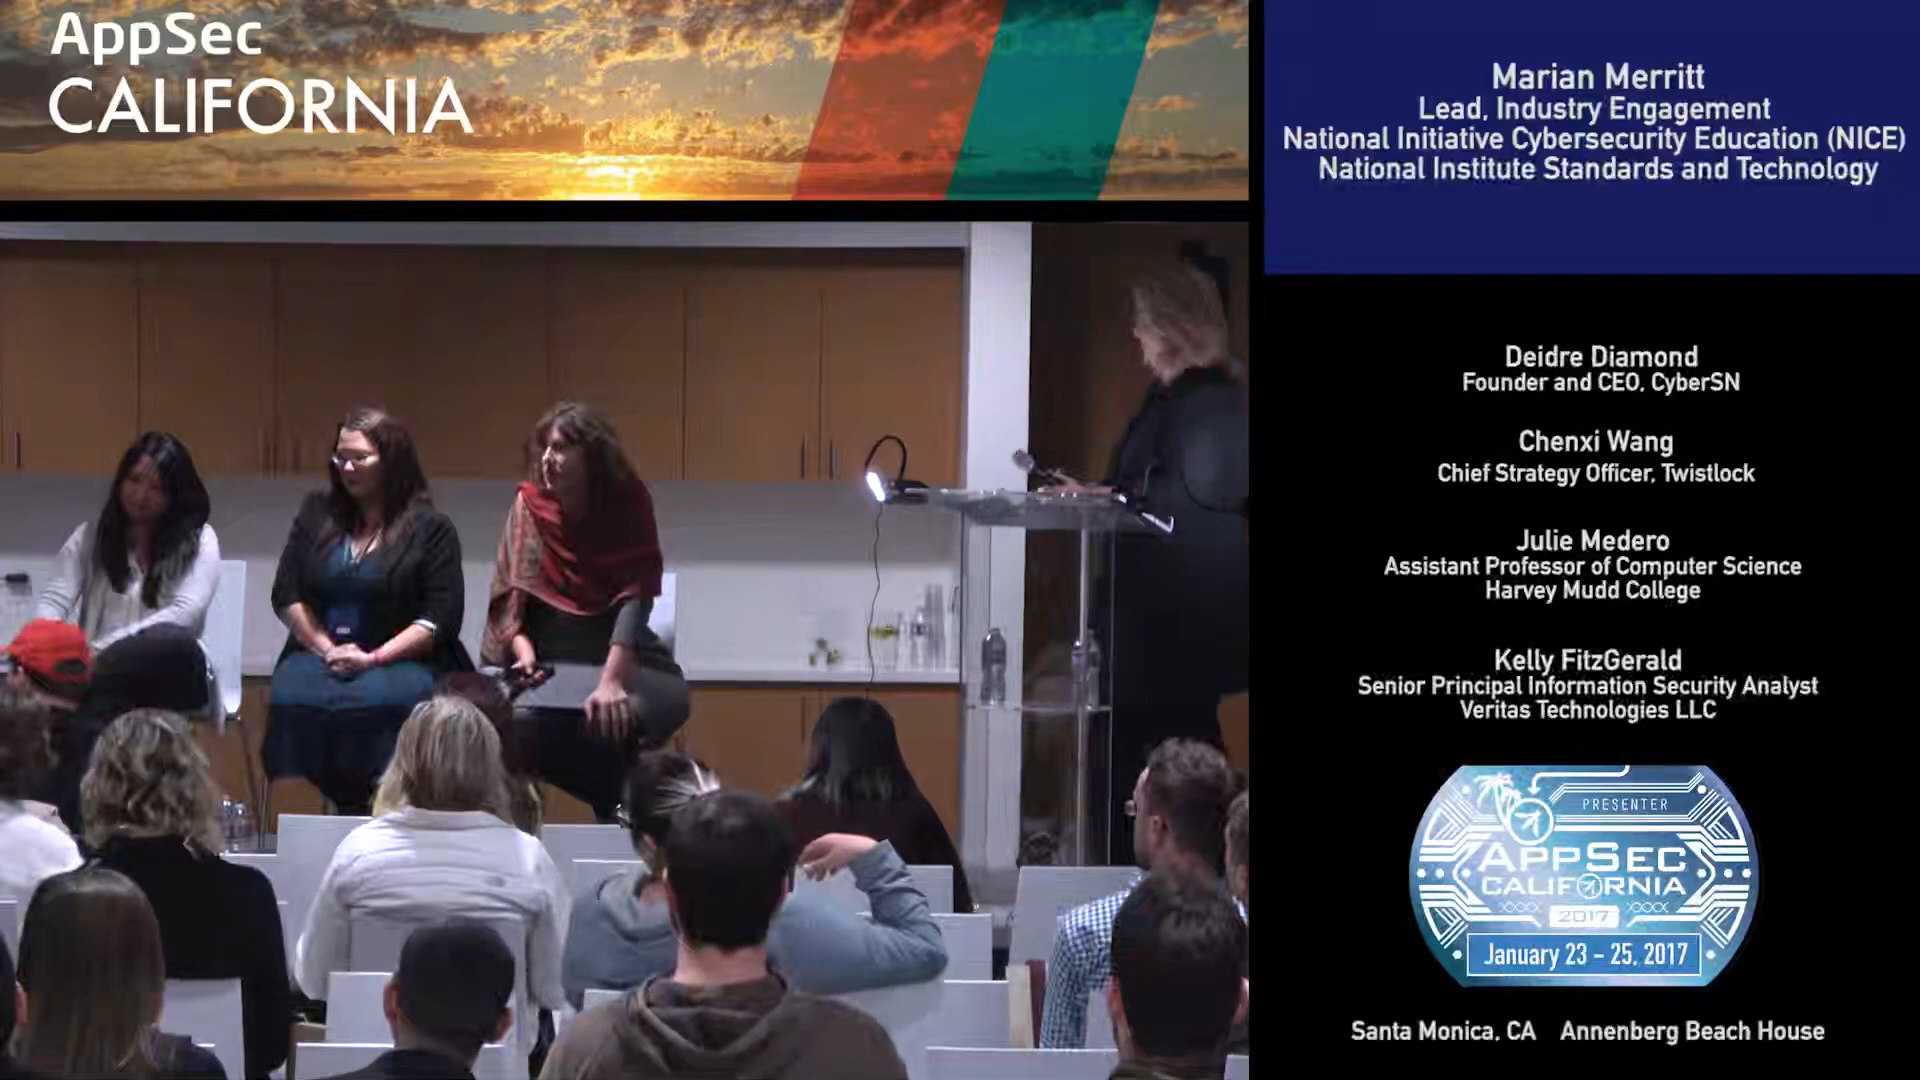 AppSec
CALIFORNIA
Marian Merritt
Lead, Industry Engagement
National Initiative Cybersecurity Education (NICE)
National Institute Standards and Technology
Deidre Diamond
Founder and CEO, CyberSN
Chenxi Wang
Chief Strategy Officer, Twistlock
Julie Medero
Assistant Professor of Computer Science
Harvey Mudd College
Kelly FitzGerald
Senior Principal Information Security Analyst
Veritas Technologies LLC
PRESENTER
APPSEC
CALIFORNIA
XXXX 2017 XXXX
January 23 - 25, 2017
Santa Monica, CA Annenberg Beach House